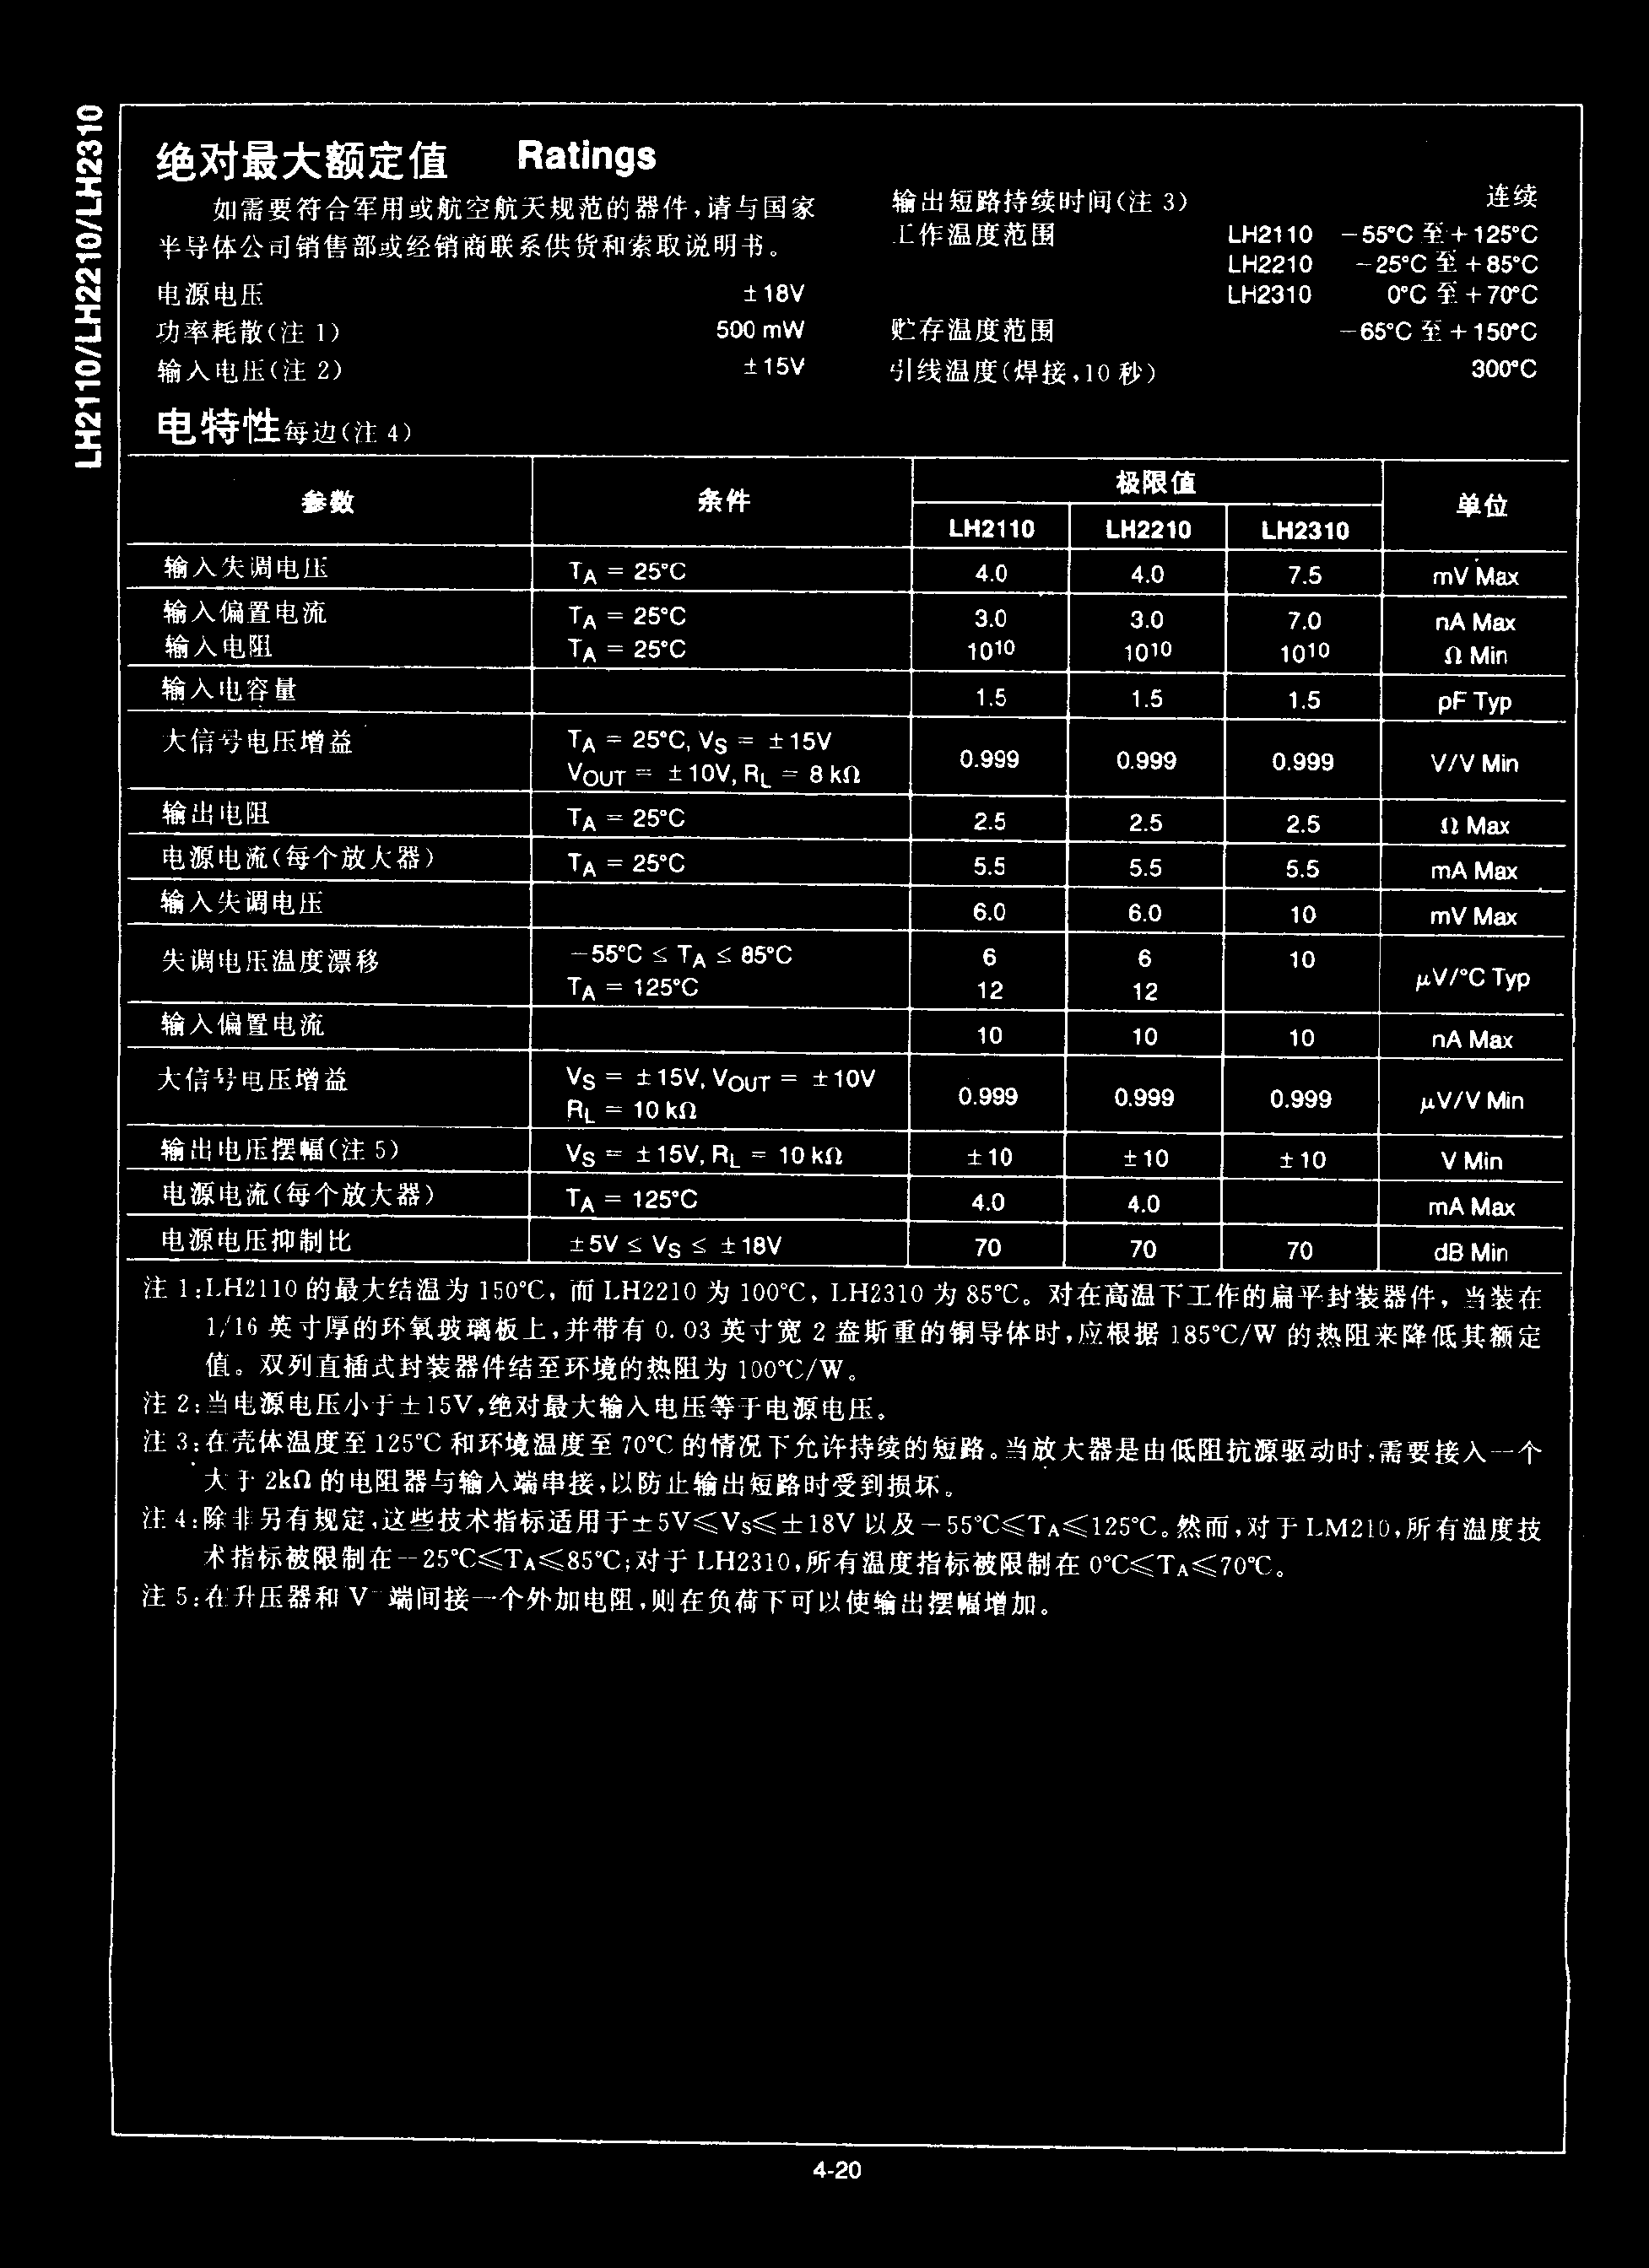 LH2110/LH2210/LH2310
绝对最大额定值 Ratings
如需要符合军用或航空航天规范的器件,请与国家
半导体公司销售部或经销商联系供货和索取说明书。
电源电压 ±18V
功率耗散(注 1) 500 mW
输入电压(注 2) ±15V
输出短路持续时间(注 3) 连续
工作温度范围 LH2110 −55°C 至 +125°C
LH2210 −25°C 至 +85°C
LH2310 0°C 至 +70°C
贮存温度范围 −65°C 至 +150°C
引线温度(焊接,10 秒) 300°C
电特性每边(注 4)
参数 条件 极限值 单位
LH2110 LH2210 LH2310
输入失调电压 TA = 25°C 4.0 4.0 7.5 mV Max
输入偏置电流 TA = 25°C 3.0 3.0 7.0 nA Max
输入电阻 TA = 25°C 10¹⁰ 10¹⁰ 10¹⁰ Ω Min
输入电容量 1.5 1.5 1.5 pF Typ
大信号电压增益 TA = 25°C, VS = ±15V
VOUT = ±10V, RL = 8 kΩ 0.999 0.999 0.999 V/V Min
输出电阻 TA = 25°C 2.5 2.5 2.5 Ω Max
电源电流(每个放大器) TA = 25°C 5.5 5.5 5.5 mA Max
输入失调电压 6.0 6.0 10 mV Max
失调电压温度漂移 −55°C ≤ TA ≤ 85°C 6 6 10 μV/°C Typ
TA = 125°C 12 12
输入偏置电流 10 10 10 nA Max
大信号电压增益 VS = ±15V, VOUT = ±10V
RL = 10 kΩ 0.999 0.999 0.999 μV/V Min
输出电压摆幅(注 5) VS = ±15V, RL = 10 kΩ ±10 ±10 ±10 V Min
电源电流(每个放大器) TA = 125°C 4.0 4.0 mA Max
电源电压抑制比 ±5V ≤ VS ≤ ±18V 70 70 70 dB Min
注 1:LH2110 的最大结温为 150℃, 而 LH2210 为 100℃, LH2310 为 85℃。对在高温下工作的扁平封装器件, 当装在
1/16 英寸厚的环氧玻璃板上,并带有 0.03 英寸宽 2 盎斯重的铜导体时,应根据 185℃/W 的热阻来降低其额定
值。双列直插式封装器件结至环境的热阻为 100℃/W。
注 2:当电源电压小于±15V,绝对最大输入电压等于电源电压。
注 3:在壳体温度至 125℃ 和环境温度至 70℃ 的情况下允许持续的短路。当放大器是由低阻抗源驱动时,需要接入一个
大于 2kΩ 的电阻器与输入端串接,以防止输出短路时受到损坏。
注 4:除非另有规定,这些技术指标适用于±5V≤VS≤±18V 以及−55℃≤TA≤125℃。然而,对于 LM210,所有温度技
术指标被限制在−25℃≤TA≤85℃;对于 LH2310,所有温度指标被限制在 0℃≤TA≤70℃。
注 5:在升压器和 V⁻ 端间接一个外加电阻,则在负荷下可以使输出摆幅增加。
4-20